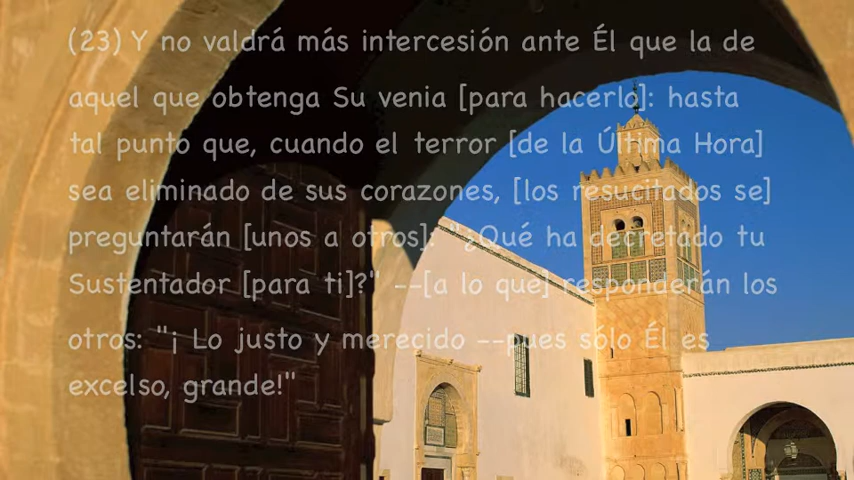 (23) Y no valdrá más intercesión ante Él que la de
aquel que obtenga Su venia [para hacerlo]: hasta
tal punto que, cuando el terror [de la Última Hora]
sea eliminado de sus corazones, [los resucitados se]
preguntarán [unos a otros]: "¿Qué ha decretado tu
Sustentador [para ti]?" --[a lo que] responderán los
otros: "¡ Lo justo y merecido --pues sólo Él es
excelso, grande!"